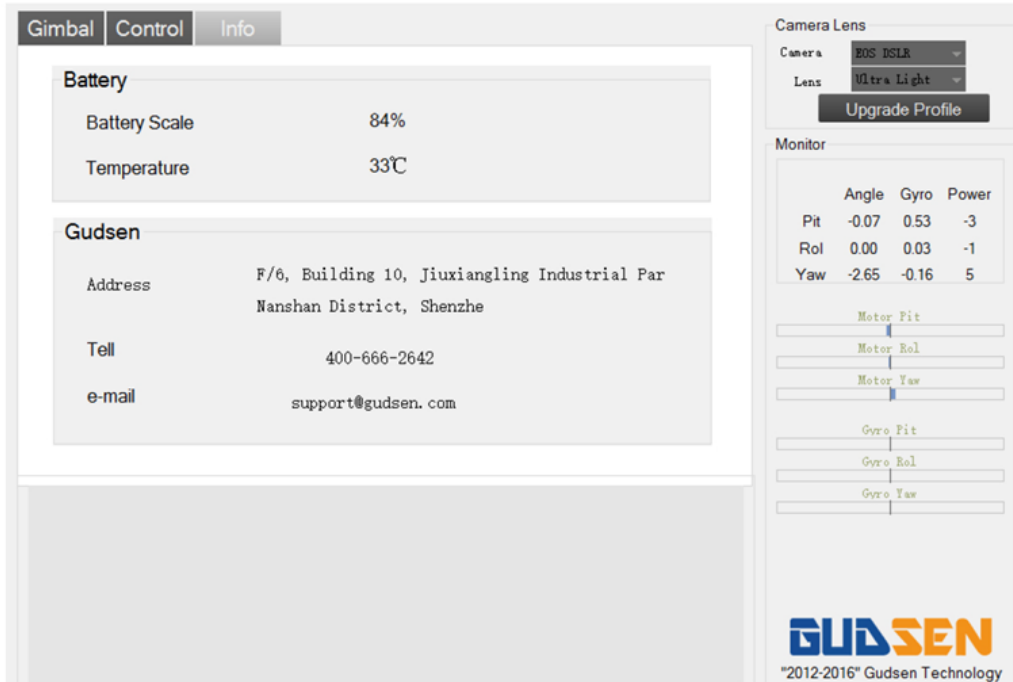 Gimbal Control Info
Battery
Battery Scale 84%
Temperature 33℃
Gudsen
Address F/6, Building 10, Jiuxiangling Industrial Par
Nanshan District, Shenzhe
Tell 400-666-2642
e-mail support@gudsen.com
Camera Lens
Camera EOS DSLR
Lens Ultra Light
Upgrade Profile
Monitor
Angle Gyro Power
Pit -0.07 0.53 -3
Rol 0.00 0.03 -1
Yaw -2.65 -0.16 5
Motor Pit
Motor Rol
Motor Yaw
Gyro Pit
Gyro Rol
Gyro Yaw
GUDSEN
"2012-2016" Gudsen Technology